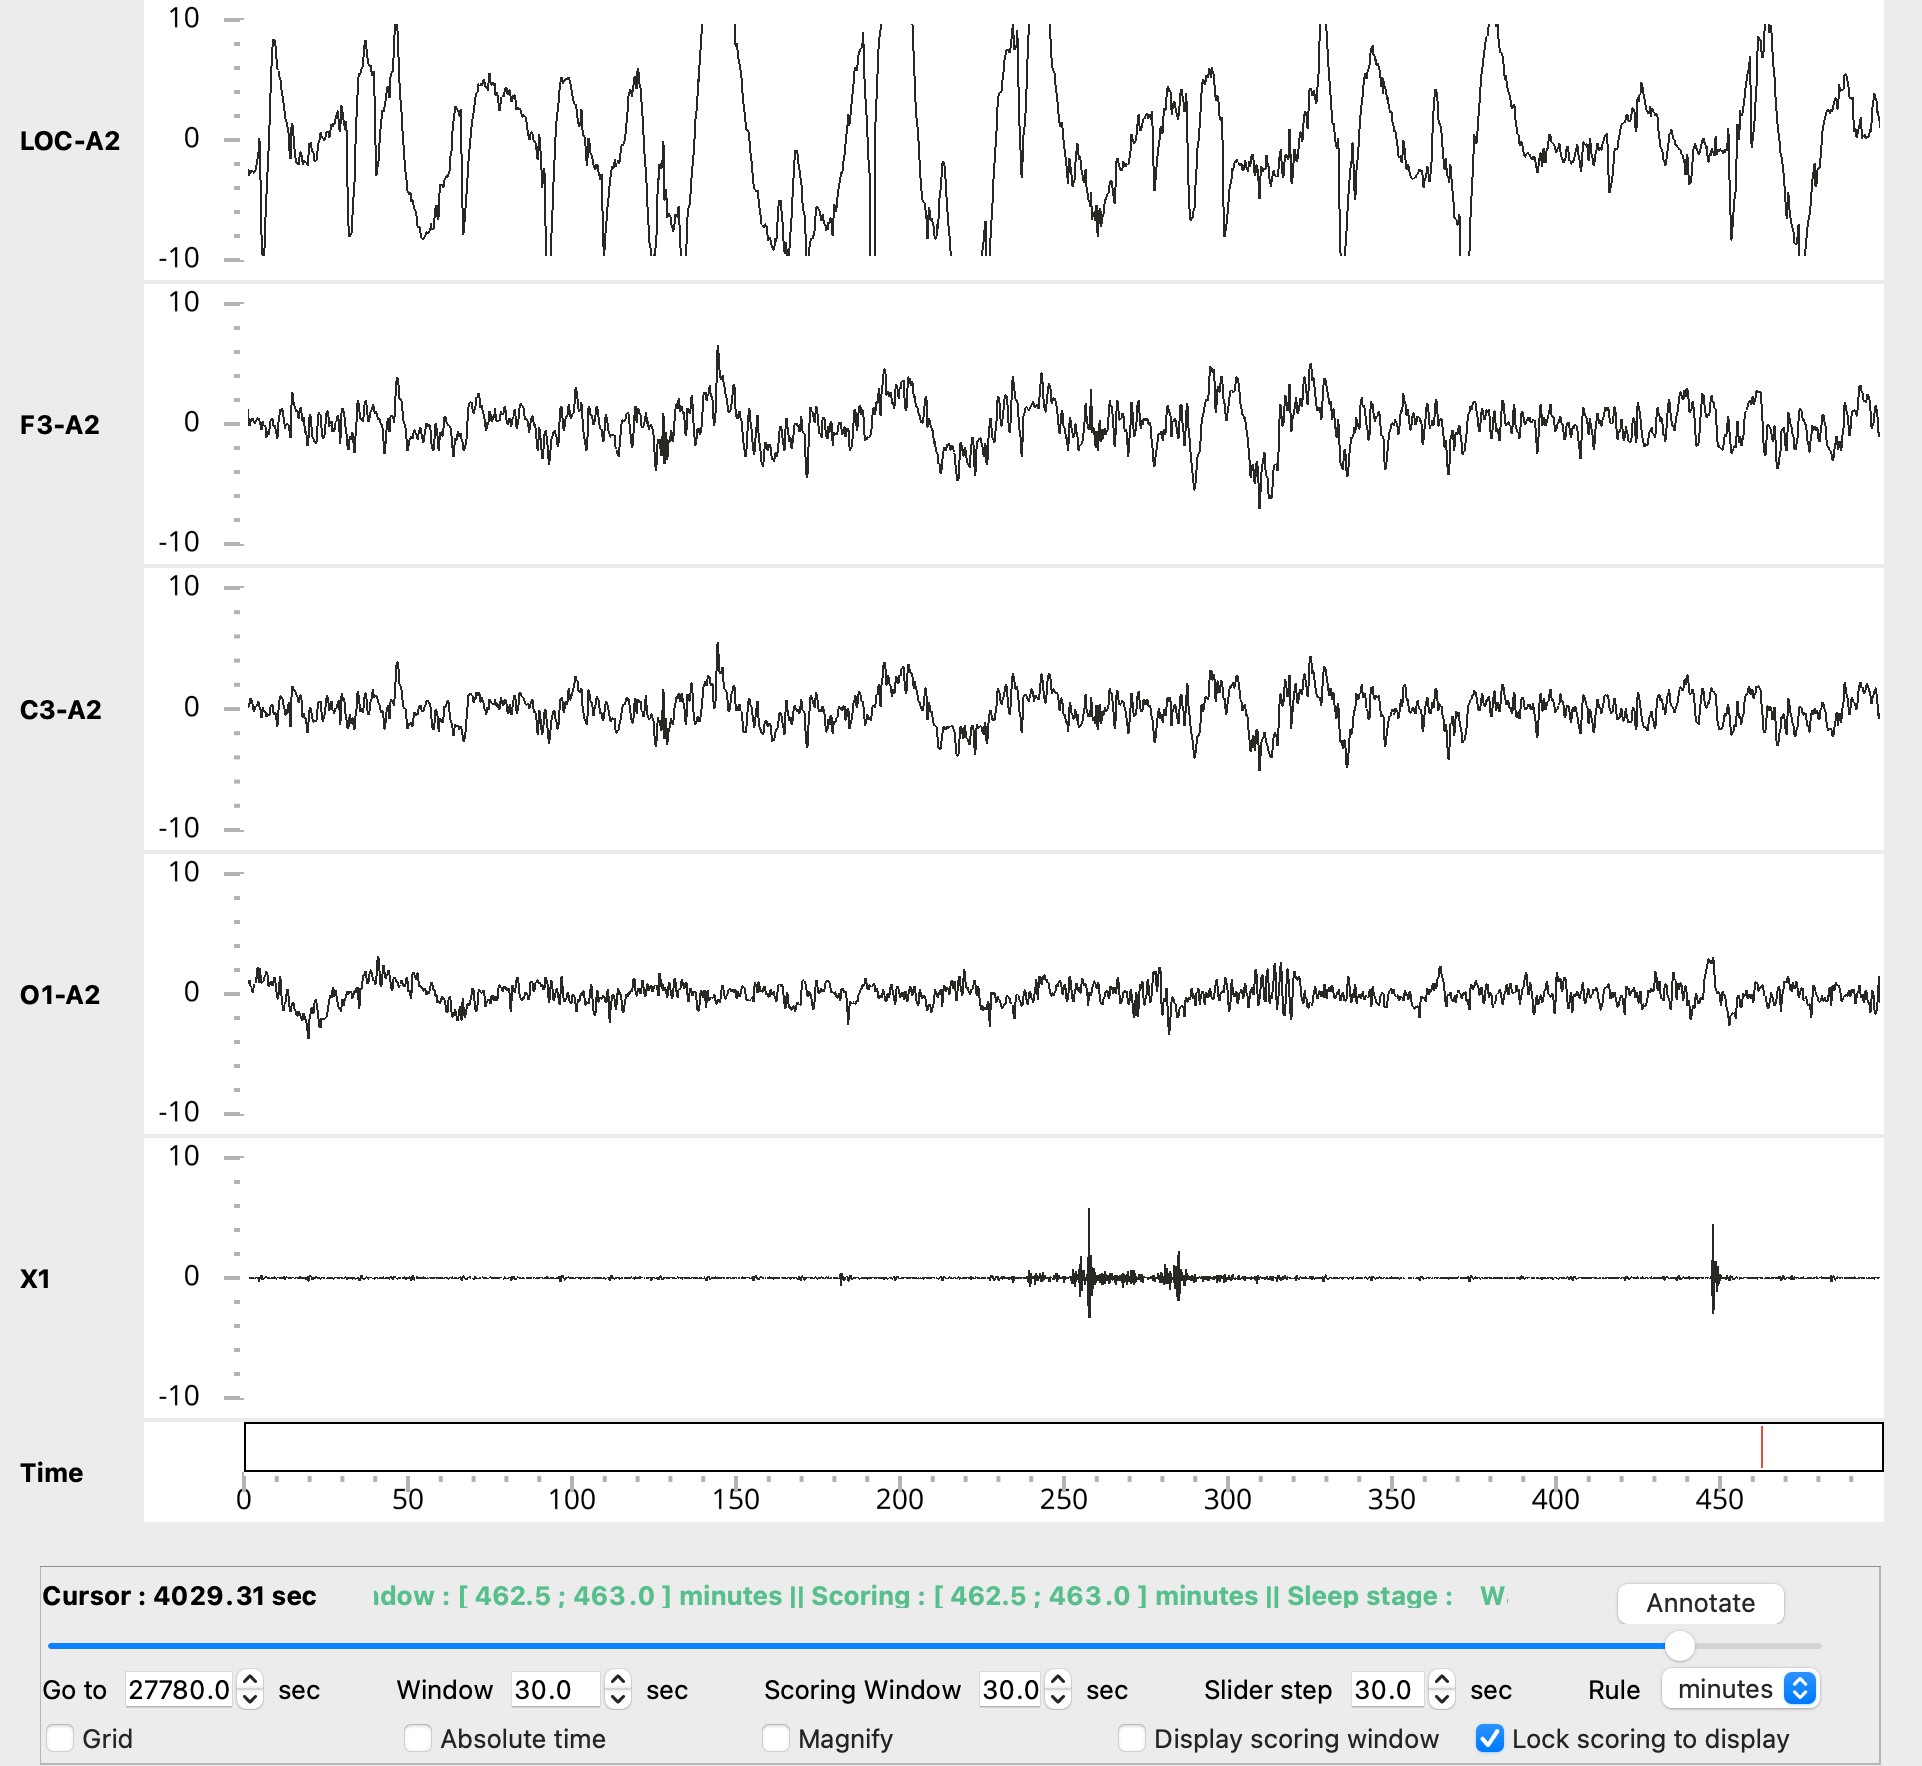 10
LOC-A2
0
-10
10
F3-A2
0
-10
10
C3-A2
0
-10
10
O1-A2
0
-10
10
X1
0
-10
Time
0 50 100 150 200 250 300 350 400 450
Cursor : 4029.31 sec dow : [ 462.5 ; 463.0 ] minutes || Scoring : [ 462.5 ; 463.0 ] minutes || Sleep stage : W Annotate
Go to 27780.0 sec Window 30.0 sec Scoring Window 30.0 sec Slider step 30.0 sec Rule minutes
Grid Absolute time Magnify Display scoring window Lock scoring to display